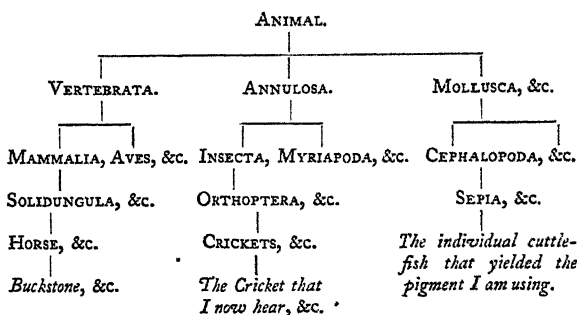 ANIMAL.
VERTEBRATA. ANNULOSA. MOLLUSCA, &C.
MAMMALIA, AVES, &C. INSECTA, MYRIAPODA, &C. CEPHALOPODA, &C.
SOLIDUNGULA, &C. ORTHOPTERA, &C. SEPIA, &C.
HORSE, &C. CRICKETS, &C. The individual cuttle-
fish that yielded the
Buckstone, &c. The Cricket that pigment I am using.
I now hear, &c.